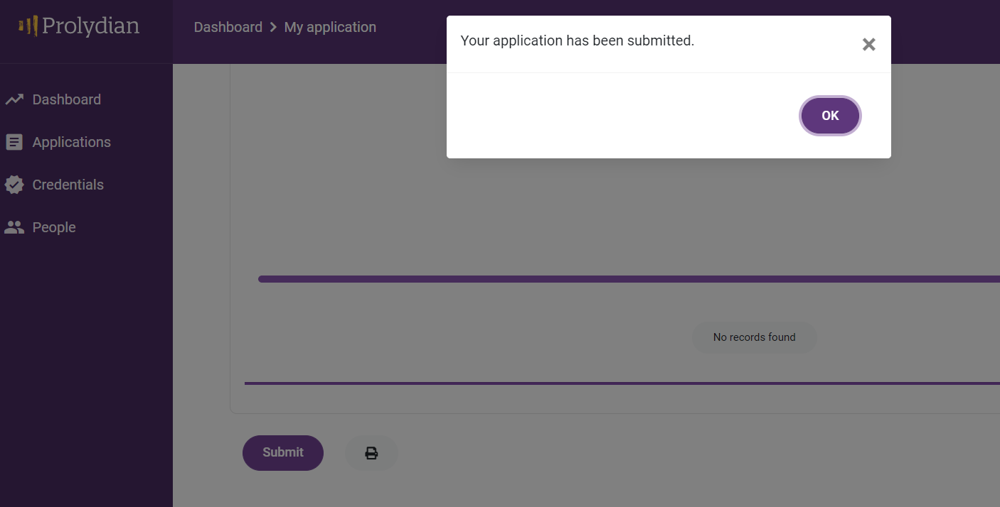 Prolydian
Dashboard > My application
Your application has been submitted.
×
OK
Dashboard
Applications
Credentials
People
No records found
Submit